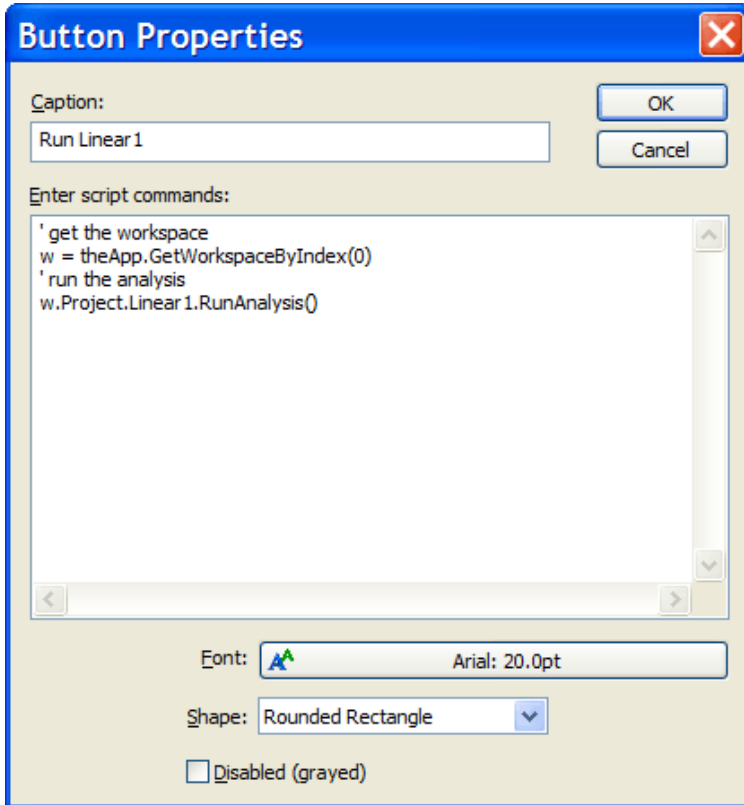 Button Properties
Caption:
OK
Run Linear1
Cancel
Enter script commands:
' get the workspace
w = theApp.GetWorkspaceByIndex(0)
' run the analysis
w.Project.Linear1.RunAnalysis()
Font:
Arial: 20.0pt
Shape:
Rounded Rectangle
Disabled (grayed)